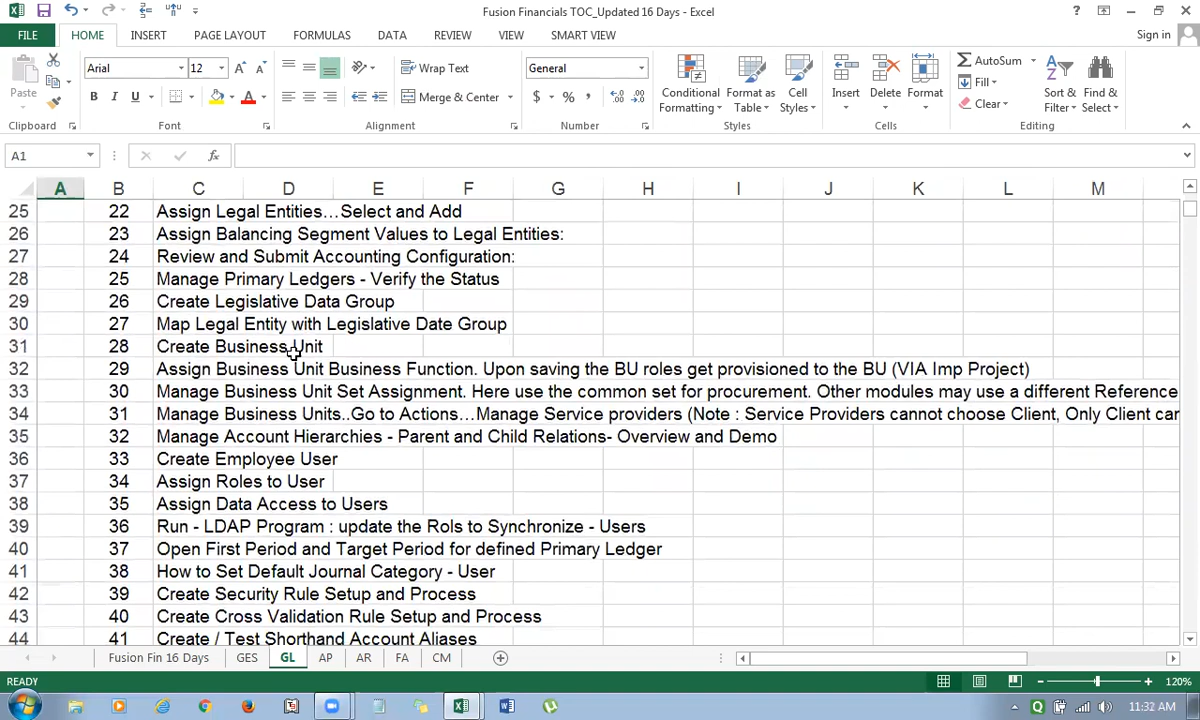 Fusion Financials TOC_Updated 16 Days - Excel
FILE HOME INSERT PAGE LAYOUT FORMULAS DATA REVIEW VIEW SMART VIEW Sign in
Paste
Arial 12
B I U
Wrap Text
Merge & Center
General
$ % ,
Conditional Formatting
Format as Table
Cell Styles
Insert
Delete
Format
AutoSum
Fill
Clear
Sort & Filter
Find & Select
Clipboard Font Alignment Number Styles Cells Editing
A1 fx
A B C D E F G H I J K L M
25 22 Assign Legal Entities…Select and Add
26 23 Assign Balancing Segment Values to Legal Entities:
27 24 Review and Submit Accounting Configuration:
28 25 Manage Primary Ledgers - Verify the Status
29 26 Create Legislative Data Group
30 27 Map Legal Entity with Legislative Date Group
31 28 Create Business Unit
32 29 Assign Business Unit Business Function. Upon saving the BU roles get provisioned to the BU (VIA Imp Project)
33 30 Manage Business Unit Set Assignment. Here use the common set for procurement. Other modules may use a different Reference
34 31 Manage Business Units..Go to Actions…Manage Service providers (Note : Service Providers cannot choose Client, Only Client can
35 32 Manage Account Hierarchies - Parent and Child Relations- Overview and Demo
36 33 Create Employee User
37 34 Assign Roles to User
38 35 Assign Data Access to Users
39 36 Run - LDAP Program : update the Rols to Synchronize - Users
40 37 Open First Period and Target Period for defined Primary Ledger
41 38 How to Set Default Journal Category - User
42 39 Create Security Rule Setup and Process
43 40 Create Cross Validation Rule Setup and Process
44 41 Create / Test Shorthand Account Aliases
Fusion Fin 16 Days GES GL AP AR FA CM
READY 120%
11:32 AM